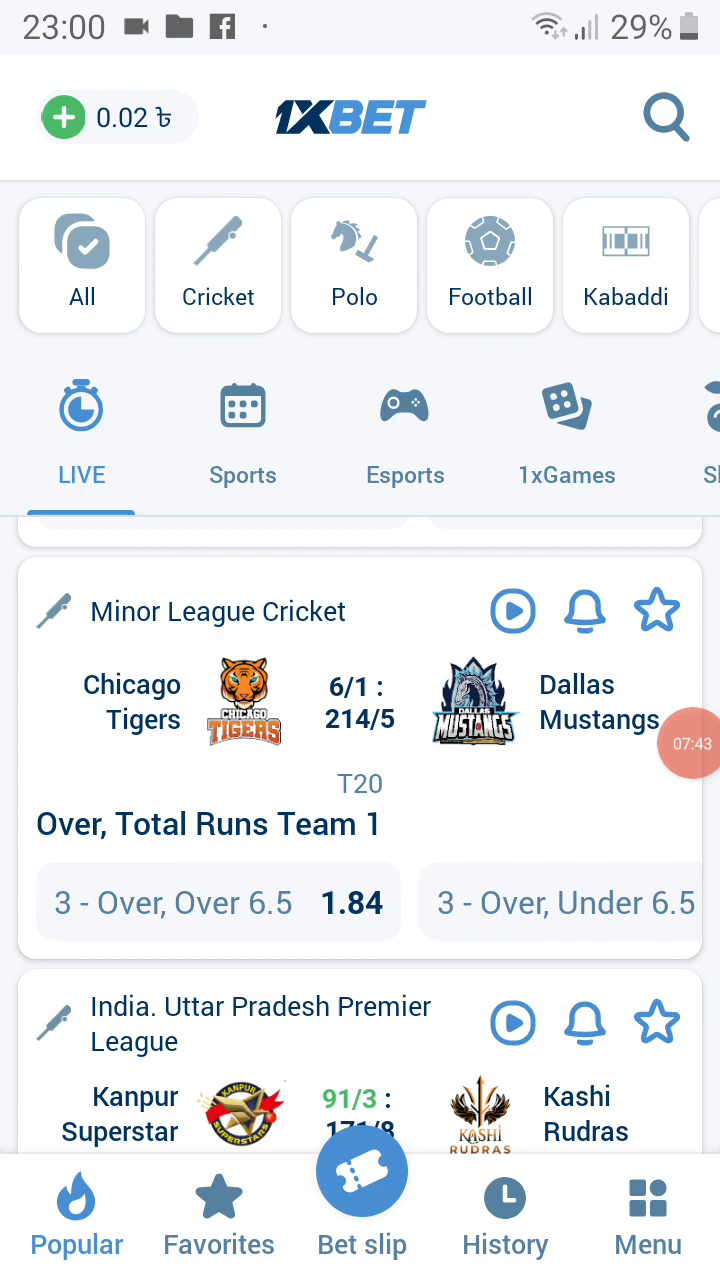 23:00
29%
0.02 ৳
1XBET
All
Cricket
Polo
Football
Kabaddi
LIVE
Sports
Esports
1xGames
Minor League Cricket
Chicago
Tigers
CHICAGO
TIGERS
6/1 :
214/5
DALLAS
MUSTANGS
Dallas
Mustangs
07:43
T20
Over, Total Runs Team 1
3 - Over, Over 6.5 1.84
3 - Over, Under 6.5
India. Uttar Pradesh Premier
League
Kanpur
Superstar
KANPUR
SUPERSTARS
91/3 :
171/8
KASHI
RUDRAS
Kashi
Rudras
Popular
Favorites
Bet slip
History
Menu